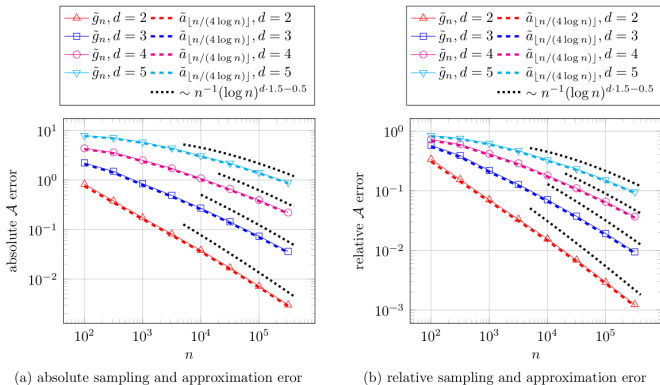 g̃ₙ, d = 2 ã⌊n/(4 log n)⌋, d = 2
g̃ₙ, d = 3 ã⌊n/(4 log n)⌋, d = 3
g̃ₙ, d = 4 ã⌊n/(4 log n)⌋, d = 4
g̃ₙ, d = 5 ã⌊n/(4 log n)⌋, d = 5
∼ n⁻¹(log n)^{d·1.5−0.5}
absolute 𝒜 error
10¹
10⁰
10⁻¹
10⁻²
10² 10³ 10⁴ 10⁵
n
(a) absolute sampling and approximation eror
g̃ₙ, d = 2 ã⌊n/(4 log n)⌋, d = 2
g̃ₙ, d = 3 ã⌊n/(4 log n)⌋, d = 3
g̃ₙ, d = 4 ã⌊n/(4 log n)⌋, d = 4
g̃ₙ, d = 5 ã⌊n/(4 log n)⌋, d = 5
∼ n⁻¹(log n)^{d·1.5−0.5}
relative 𝒜 error
10⁰
10⁻¹
10⁻²
10⁻³
10² 10³ 10⁴ 10⁵
n
(b) relative sampling and approximation eror